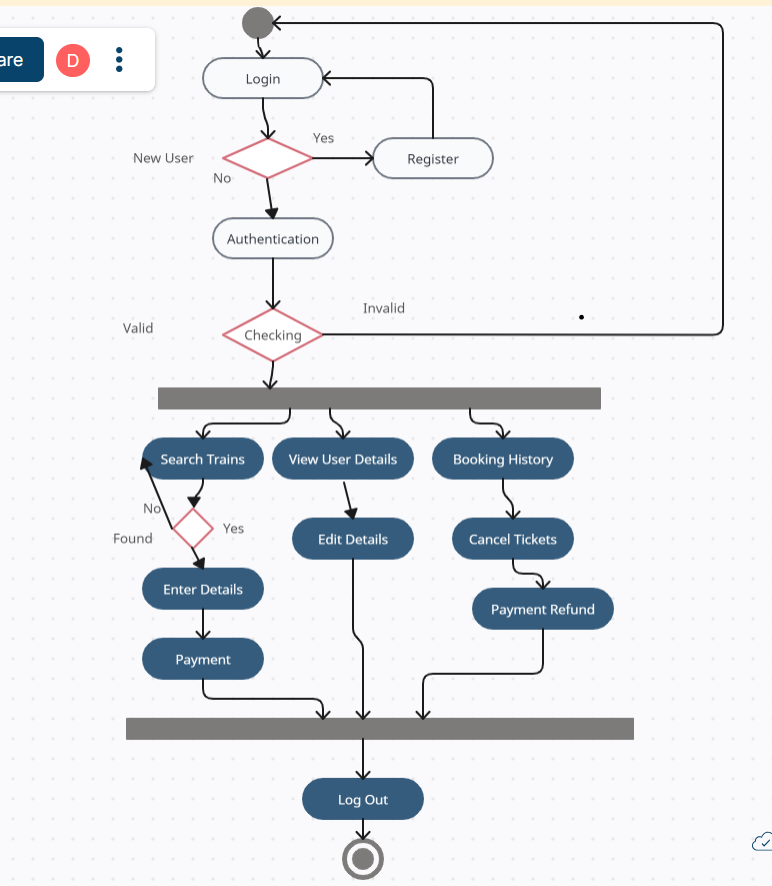 are
D
Login
Yes
New User
Register
No
Authentication
Invalid
Valid
Checking
Search Trains
View User Details
Booking History
No
Yes
Found
Edit Details
Cancel Tickets
Enter Details
Payment Refund
Payment
Log Out